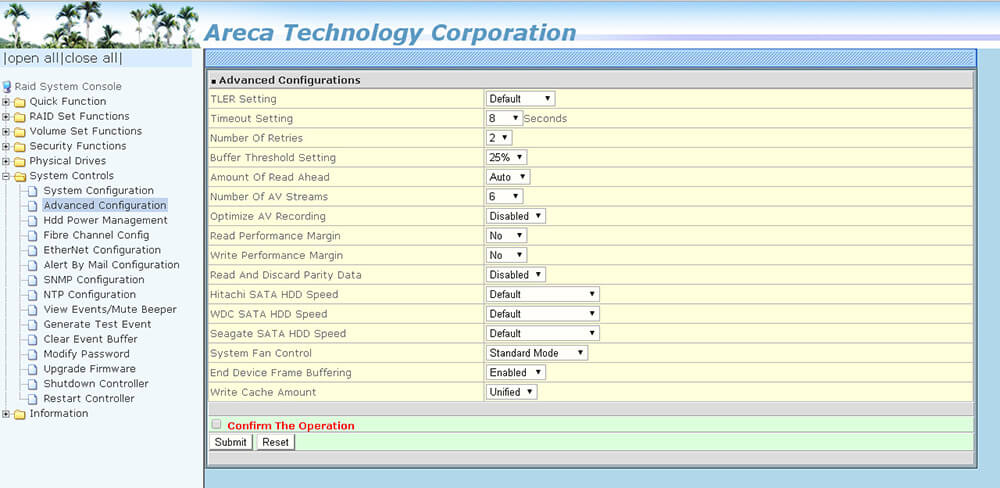 Areca Technology Corporation
|open all|close all|
Raid System Console
Quick Function
RAID Set Functions
Volume Set Functions
Security Functions
Physical Drives
System Controls
System Configuration
Advanced Configuration
Hdd Power Management
Fibre Channel Config
EtherNet Configuration
Alert By Mail Configuration
SNMP Configuration
NTP Configuration
View Events/Mute Beeper
Generate Test Event
Clear Event Buffer
Modify Password
Upgrade Firmware
Shutdown Controller
Restart Controller
Information
Advanced Configurations
TLER Setting Default
Timeout Setting 8 Seconds
Number Of Retries 2
Buffer Threshold Setting 25%
Amount Of Read Ahead Auto
Number Of AV Streams 6
Optimize AV Recording Disabled
Read Performance Margin No
Write Performance Margin No
Read And Discard Parity Data Disabled
Hitachi SATA HDD Speed Default
WDC SATA HDD Speed Default
Seagate SATA HDD Speed Default
System Fan Control Standard Mode
End Device Frame Buffering Enabled
Write Cache Amount Unified
Confirm The Operation
Submit Reset